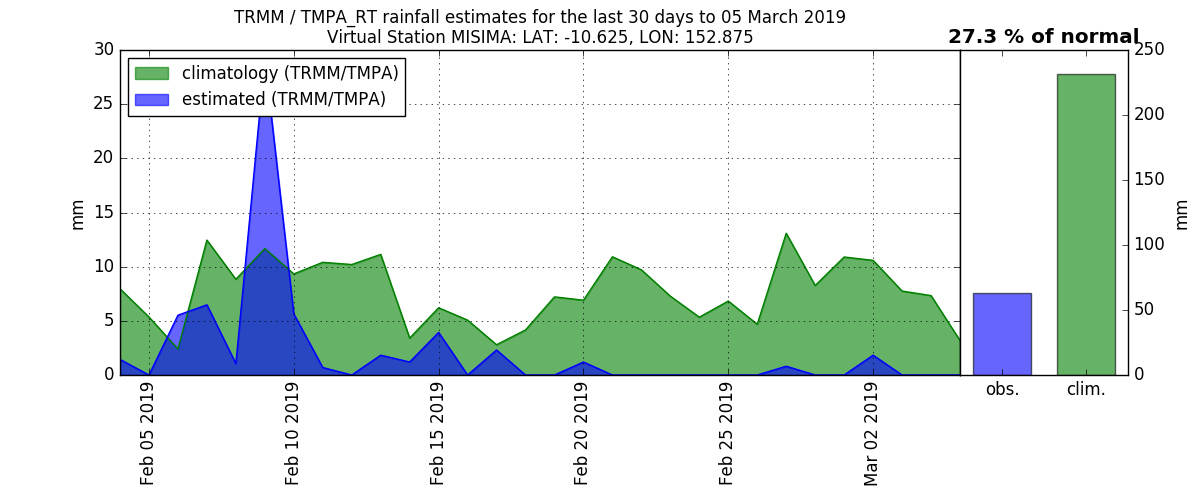 TRMM / TMPA_RT rainfall estimates for the last 30 days to 05 March 2019
Virtual Station MISIMA: LAT: -10.625, LON: 152.875
27.3 % of normal
climatology (TRMM/TMPA)
estimated (TRMM/TMPA)
mm
30
25
20
15
10
5
0
Feb 05 2019
Feb 10 2019
Feb 15 2019
Feb 20 2019
Feb 25 2019
Mar 02 2019
obs.
clim.
250
200
150
100
50
0
mm